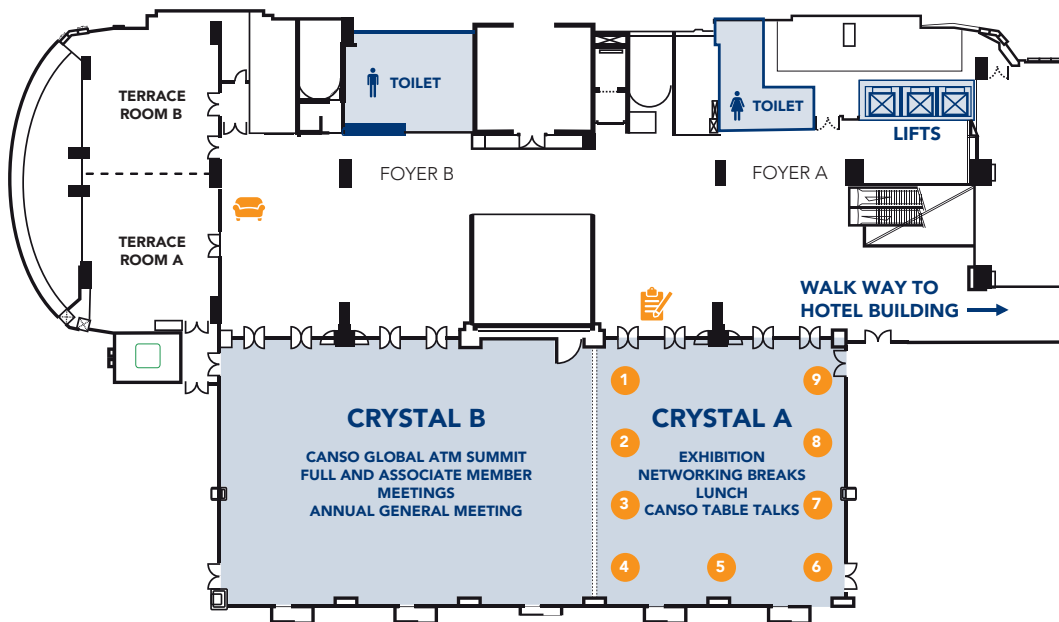 TOILET
TOILET
TERRACE
ROOM B
LIFTS
FOYER B
FOYER A
TERRACE
ROOM A
WALK WAY TO
HOTEL BUILDING
1
9
CRYSTAL B
CRYSTAL A
2
8
CANSO GLOBAL ATM SUMMIT
FULL AND ASSOCIATE MEMBER
MEETINGS
ANNUAL GENERAL MEETING
EXHIBITION
NETWORKING BREAKS
LUNCH
CANSO TABLE TALKS
3
7
4
5
6